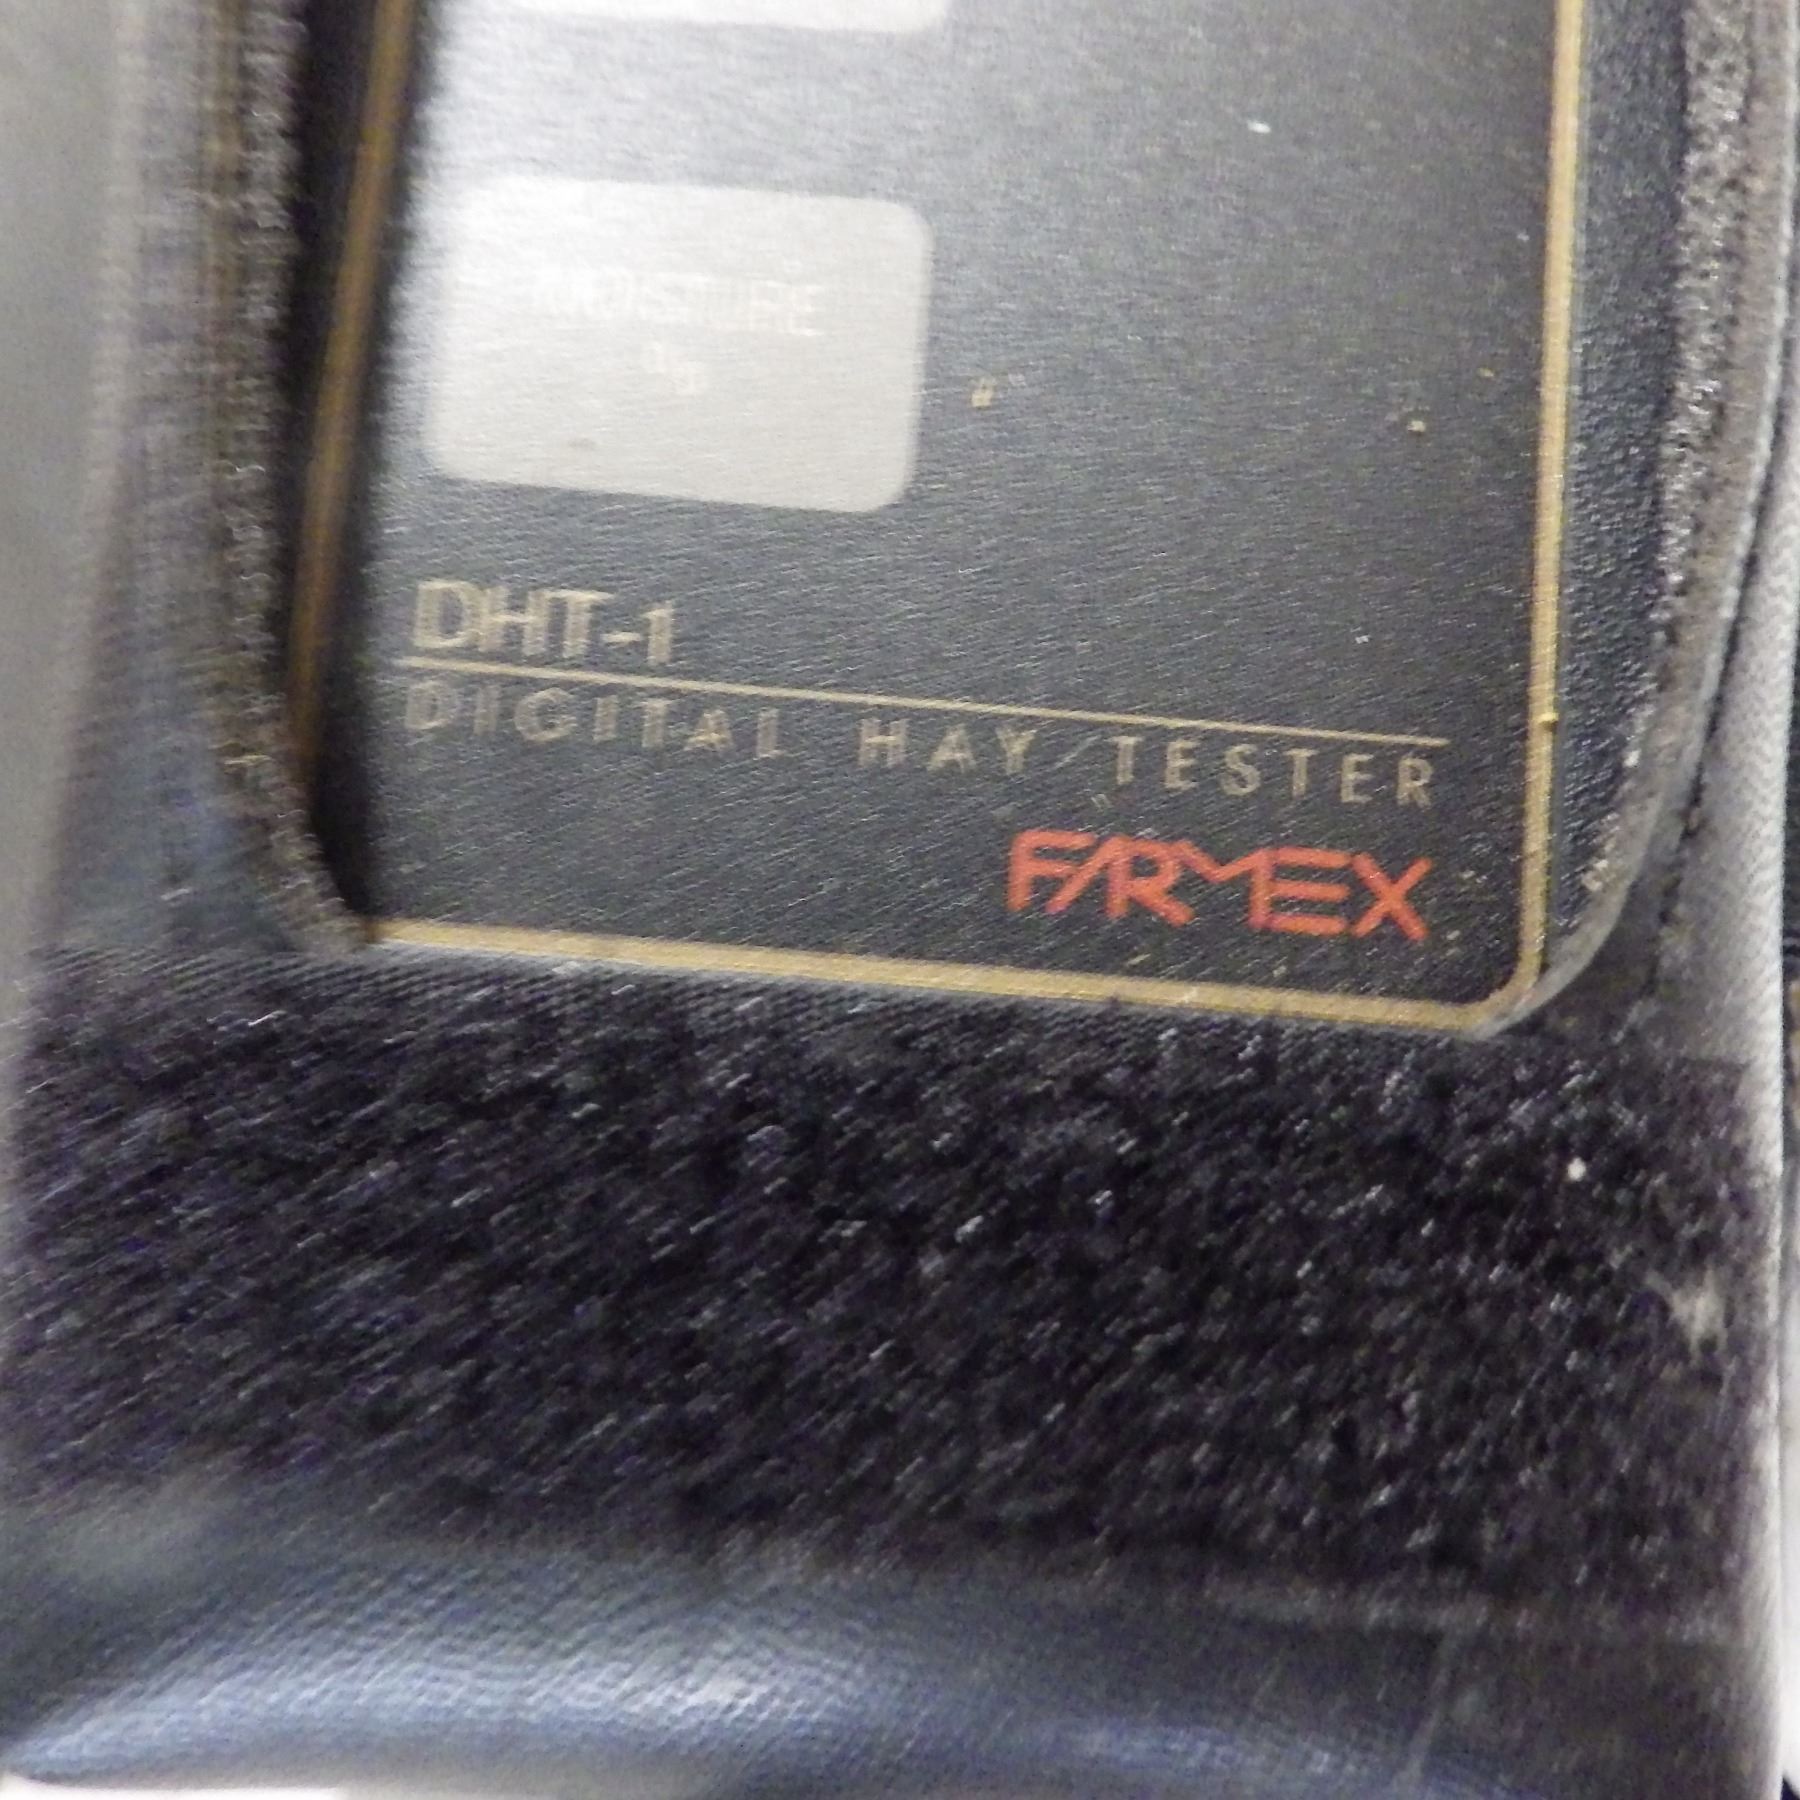 MOISTURE
%
DHT-1
DIGITAL HAY TESTER
FARMEX